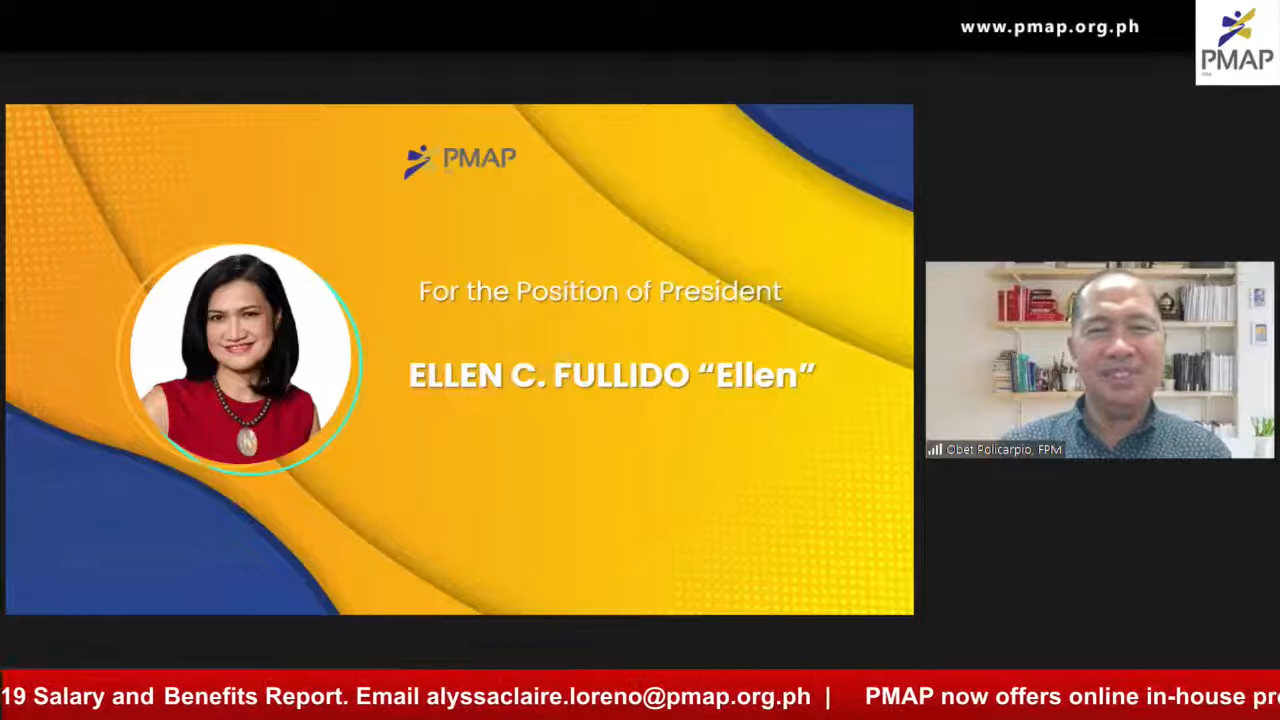 www.pmap.org.ph
PMAP
PMAP
For the Position of President
ELLEN C. FULLIDO “Ellen”
Obet Policarpio, FPM
19 Salary and Benefits Report. Email alyssaclaire.loreno@pmap.org.ph | PMAP now offers online in-house pr